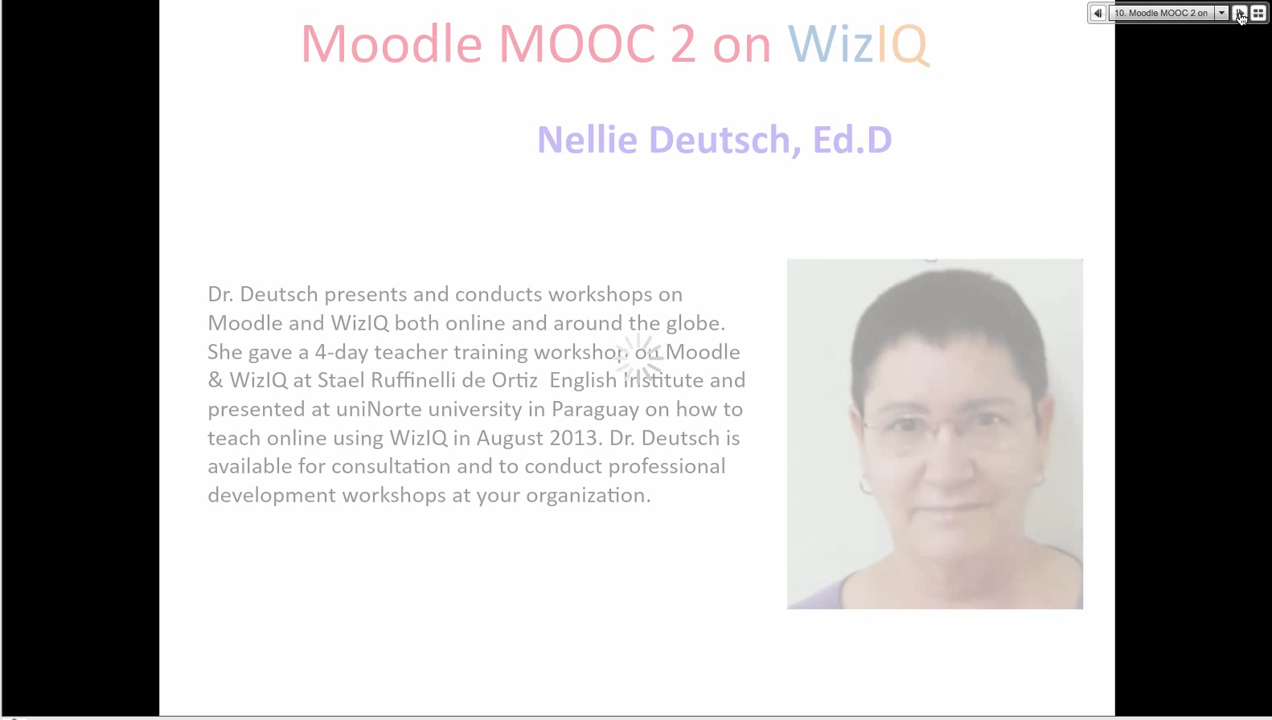 10. Moodle MOOC 2 on
Moodle MOOC 2 on WizIQ
Nellie Deutsch, Ed.D
Dr. Deutsch presents and conducts workshops on
Moodle and WizIQ both online and around the globe.
She gave a 4-day teacher training workshop on Moodle
& WizIQ at Stael Ruffinelli de Ortiz  English Institute and
presented at uniNorte university in Paraguay on how to
teach online using WizIQ in August 2013. Dr. Deutsch is
available for consultation and to conduct professional
development workshops at your organization.